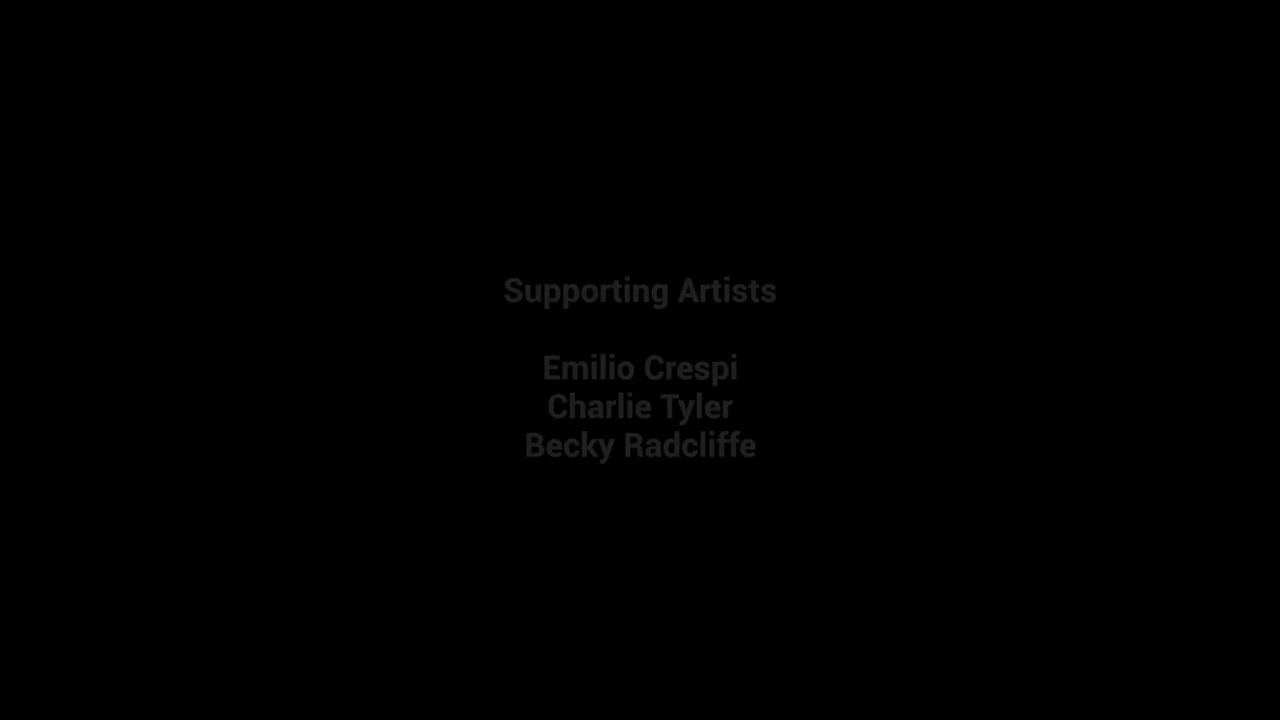 Supporting Artists
Emilio Crespi
Charlie Tyler
Becky Radcliffe